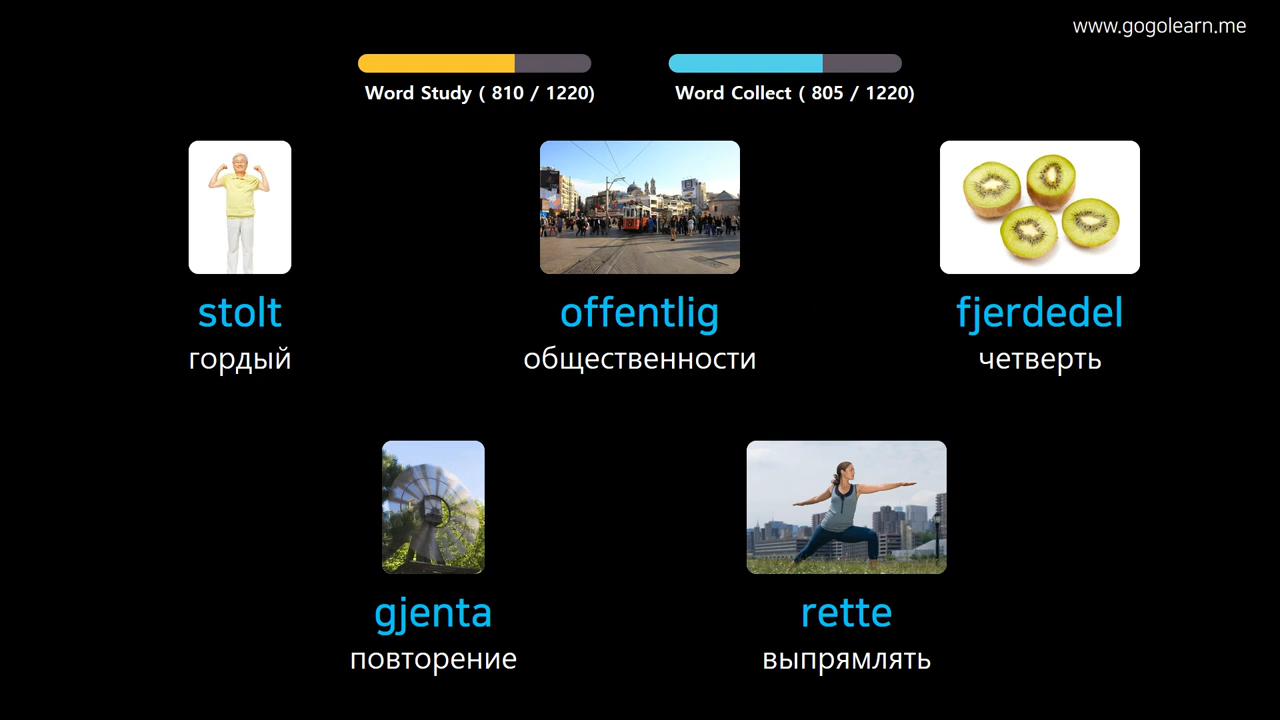 www.gogolearn.me
Word Study ( 810 / 1220)
Word Collect ( 805 / 1220)
stolt
offentlig
fjerdedel
гордый
общественности
четверть
gjenta
rette
повторение
выпрямлять